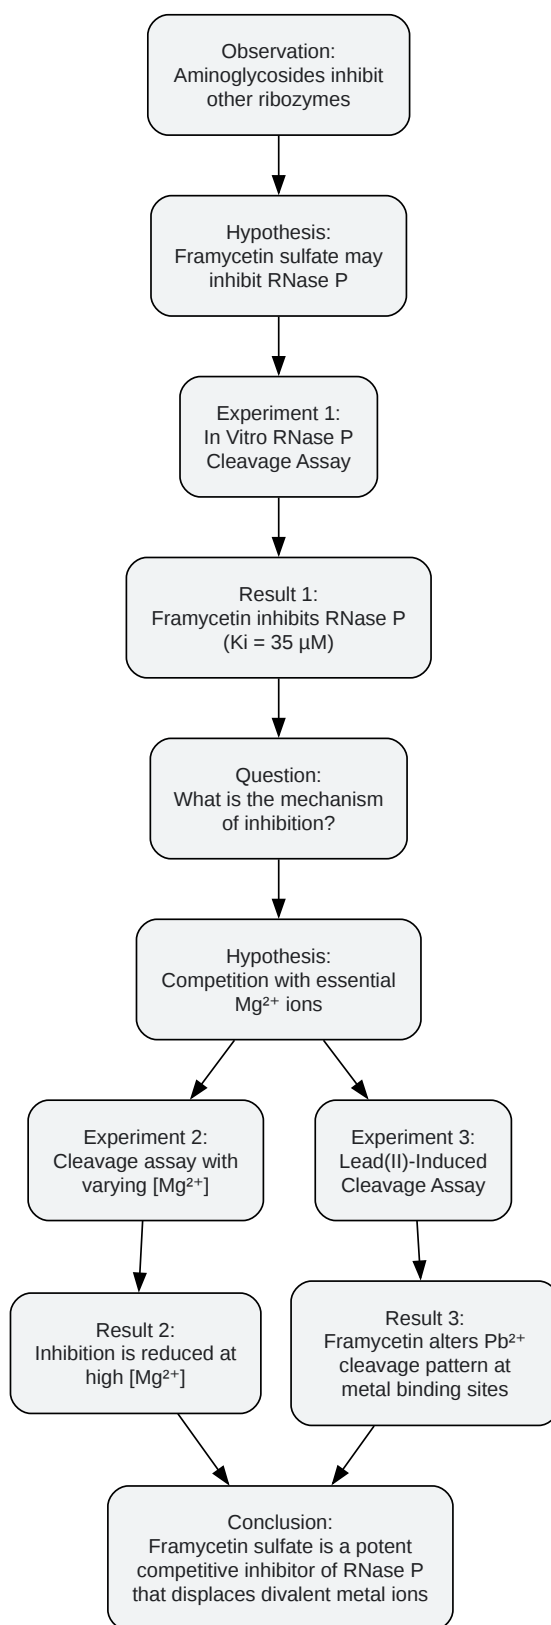 Observation:
Aminoglycosides inhibit
other ribozymes
Hypothesis:
Framycetin sulfate may
inhibit RNase P
Experiment 1:
In Vitro RNase P
Cleavage Assay
Result 1:
Framycetin inhibits RNase P
(Ki = 35 µM)
Question:
What is the mechanism
of inhibition?
Hypothesis:
Competition with essential
Mg²⁺ ions
Experiment 2:
Cleavage assay with
varying [Mg²⁺]
Experiment 3:
Lead(II)-Induced
Cleavage Assay
Result 2:
Inhibition is reduced at
high [Mg²⁺]
Result 3:
Framycetin alters Pb²⁺
cleavage pattern at
metal binding sites
Conclusion:
Framycetin sulfate is a potent
competitive inhibitor of RNase P
that displaces divalent metal ions